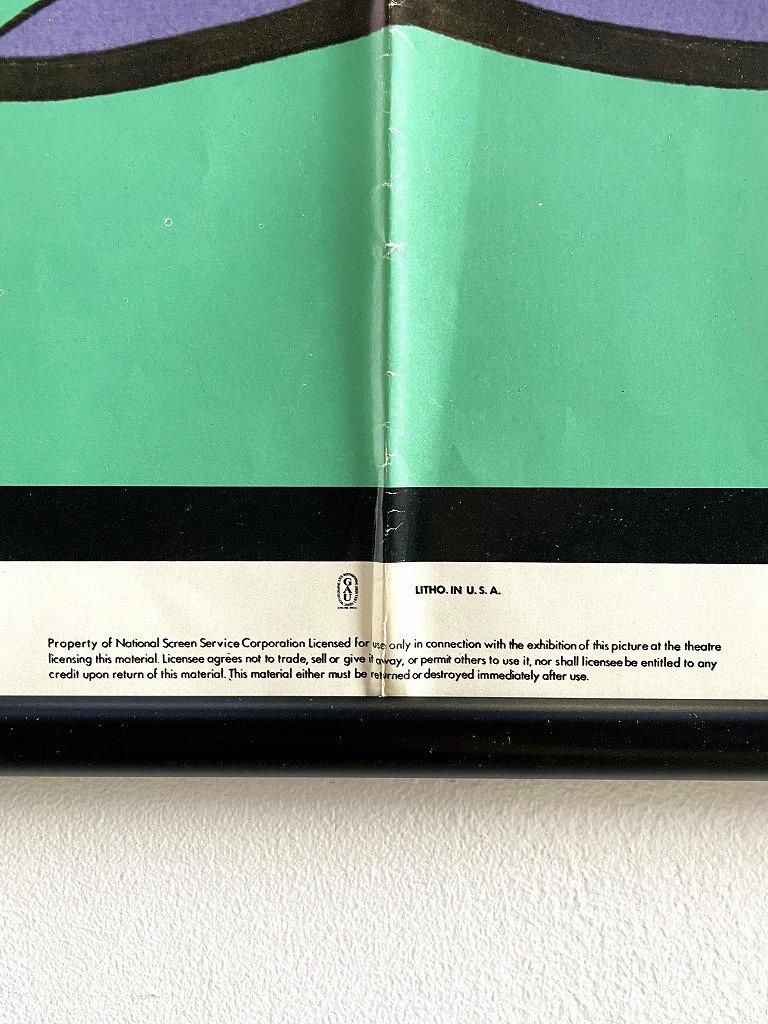 GAU
LITHO. IN U. S. A.
Property of National Screen Service Corporation Licensed for use only in connection with the exhibition of this picture at the theatre
licensing this material. Licensee agrees not to trade, sell or give it away, or permit others to use it, nor shall licensee be entitled to any
credit upon return of this material. This material either must be returned or destroyed immediately after use.